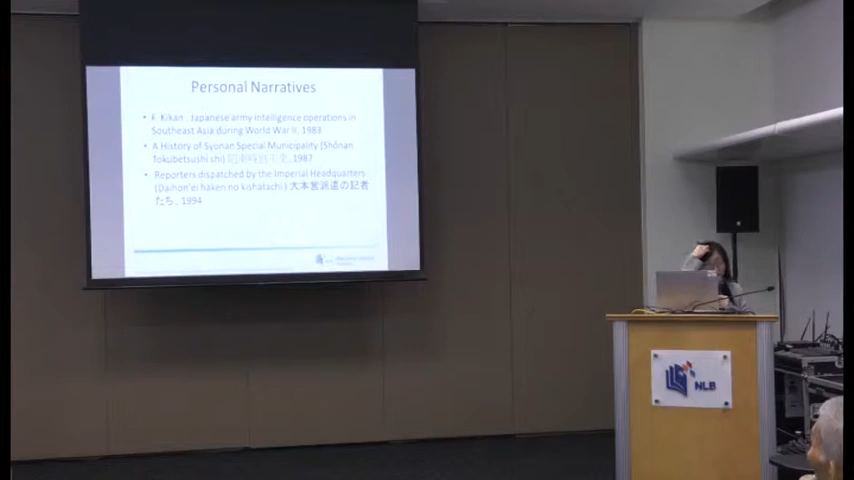 Personal Narratives
• F. Kikan : Japanese army intelligence operations in
Southeast Asia during World War II, 1983
• A History of Syonan Special Municipality (Shōnan
Tokubetsushi shi) 昭南特別市史, 1987
• Reporters dispatched by the Imperial Headquarters
(Daihon'ei haken no kohatachi) 大本営派遣の記者
たち, 1994
NLB